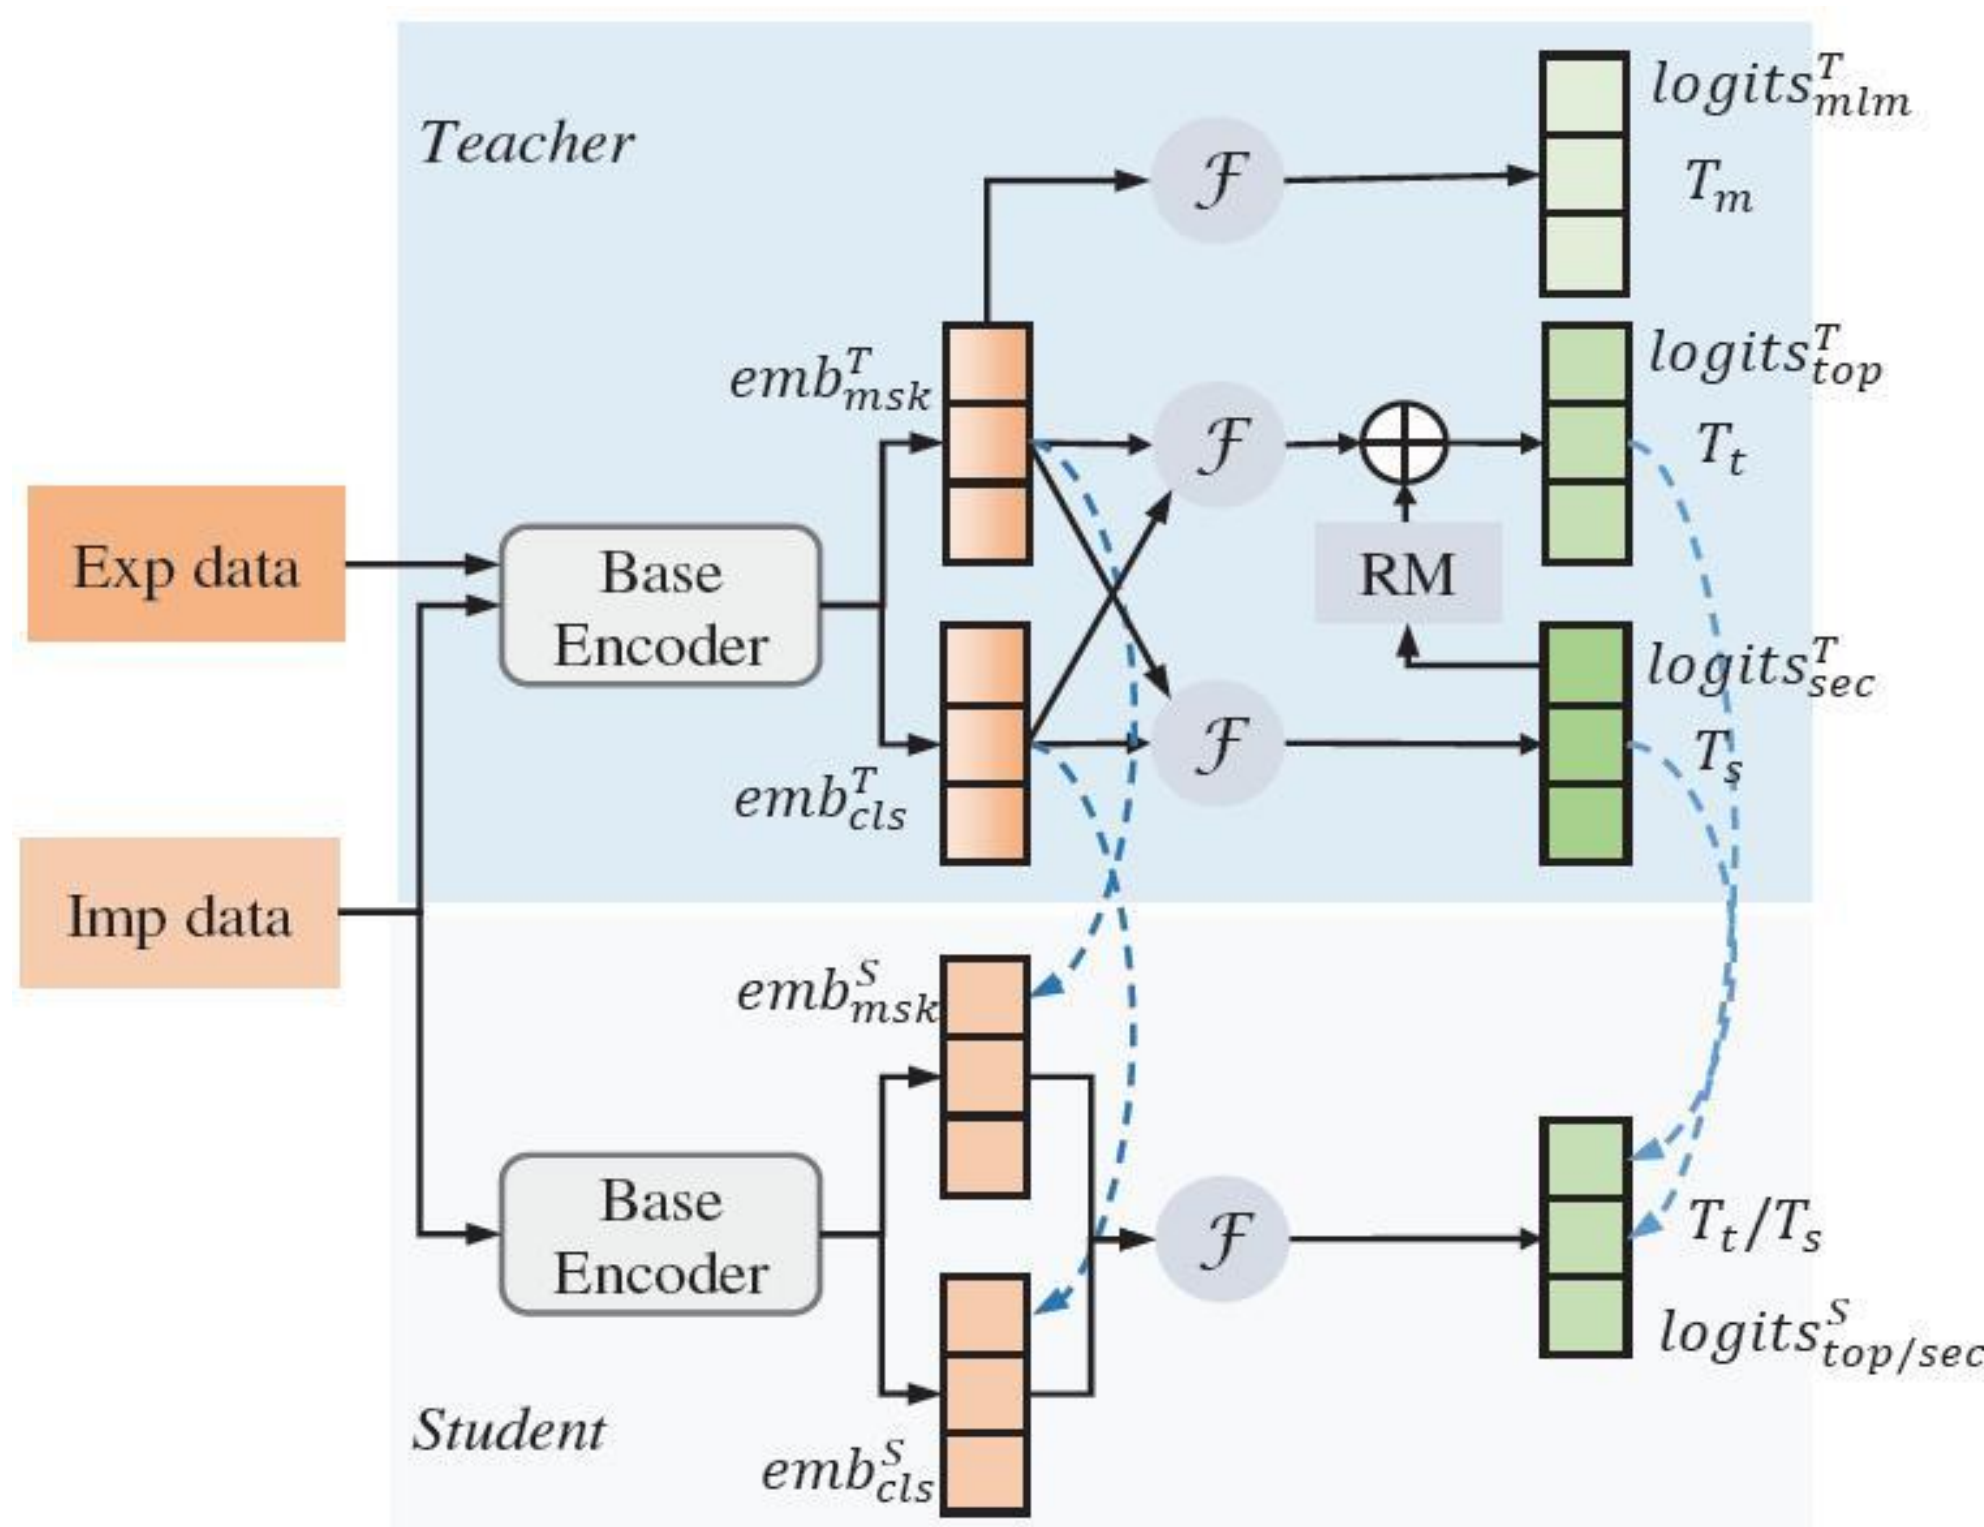 Teacher
logits^T_mlm
T_m
ℱ
emb^T_msk
logits^T_top
ℱ
T_t
Exp data
Base
Encoder
RM
logits^T_sec
ℱ
T_s
emb^T_cls
Imp data
emb^S_msk
Base
Encoder
ℱ
T_t/T_s
logits^S_top/sec
Student
emb^S_cls